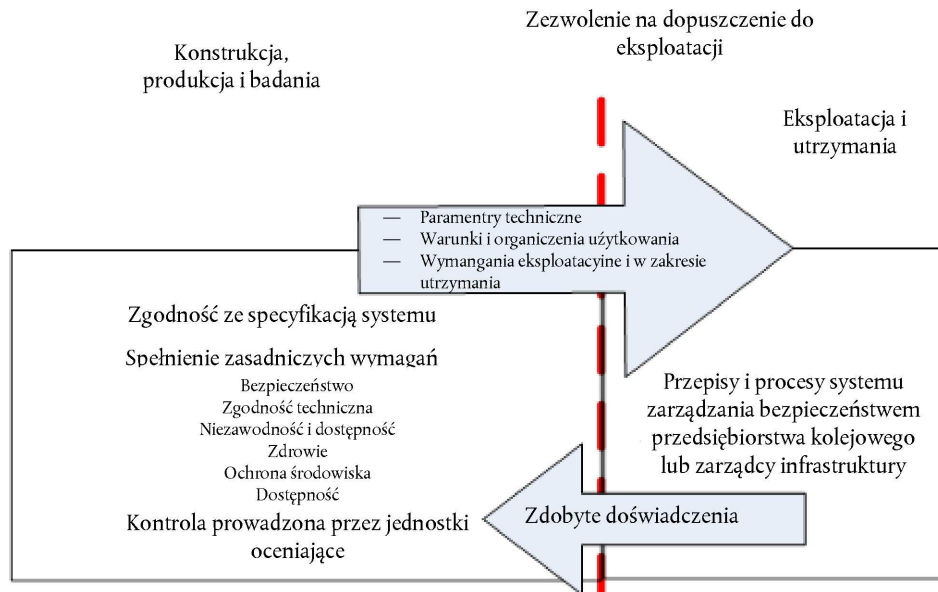 Konstrukcja,
produkcja i badania
Zezwolenie na dopuszczenie do
eksploatacji
Eksploatacja i
utrzymania
— Paramentry techniczne
— Warunki i organiczenia użytkowania
— Wymangania eksploatacyine i w zakresie
utrzymania
Zgodność ze specyfikacją systemu
Spełnienie zasadniczych wymagań
Bezpieczeństwo
Zgodność techniczna
Niezawodność i dostępność
Zdrowie
Ochrona środowiska
Dostępność
Kontrola prowadzona przez jednostki
oceniające
Przepisy i procesy systemu
zarządzania bezpieczeństwem
przedsiębiorstwa kolejowego
lub zarządcy infrastruktury
Zdobyte doświadczenia